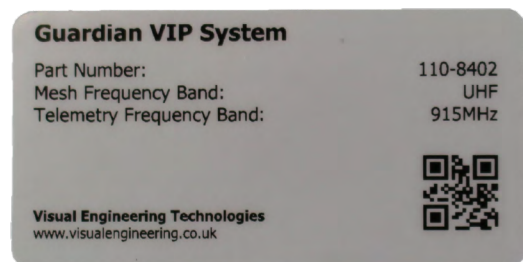 Guardian VIP System
Part Number: 110-8402
Mesh Frequency Band: UHF
Telemetry Frequency Band: 915MHz
Visual Engineering Technologies
www.visualengineering.co.uk